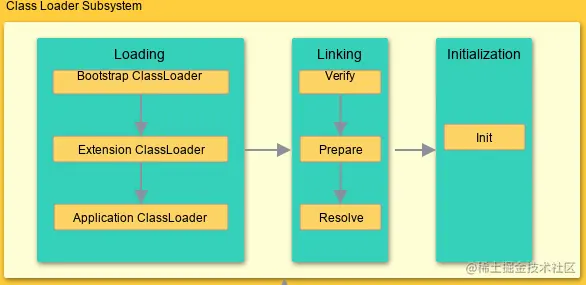 Class Loader Subsystem
Loading
Bootstrap ClassLoader
Extension ClassLoader
Application ClassLoader
Linking
Verify
Prepare
Resolve
Initialization
Init
@稀土掘金技术社区